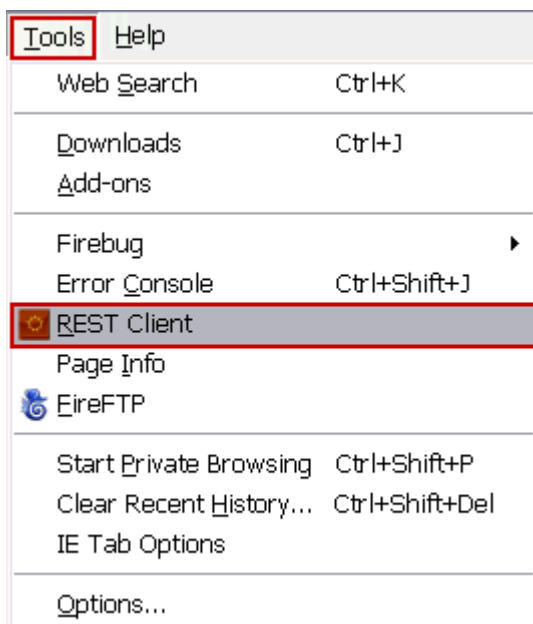 Tools Help
Web Search Ctrl+K
Downloads Ctrl+J
Add-ons
Firebug
Error Console Ctrl+Shift+J
REST Client
Page Info
FireFTP
Start Private Browsing Ctrl+Shift+P
Clear Recent History... Ctrl+Shift+Del
IE Tab Options
Options...